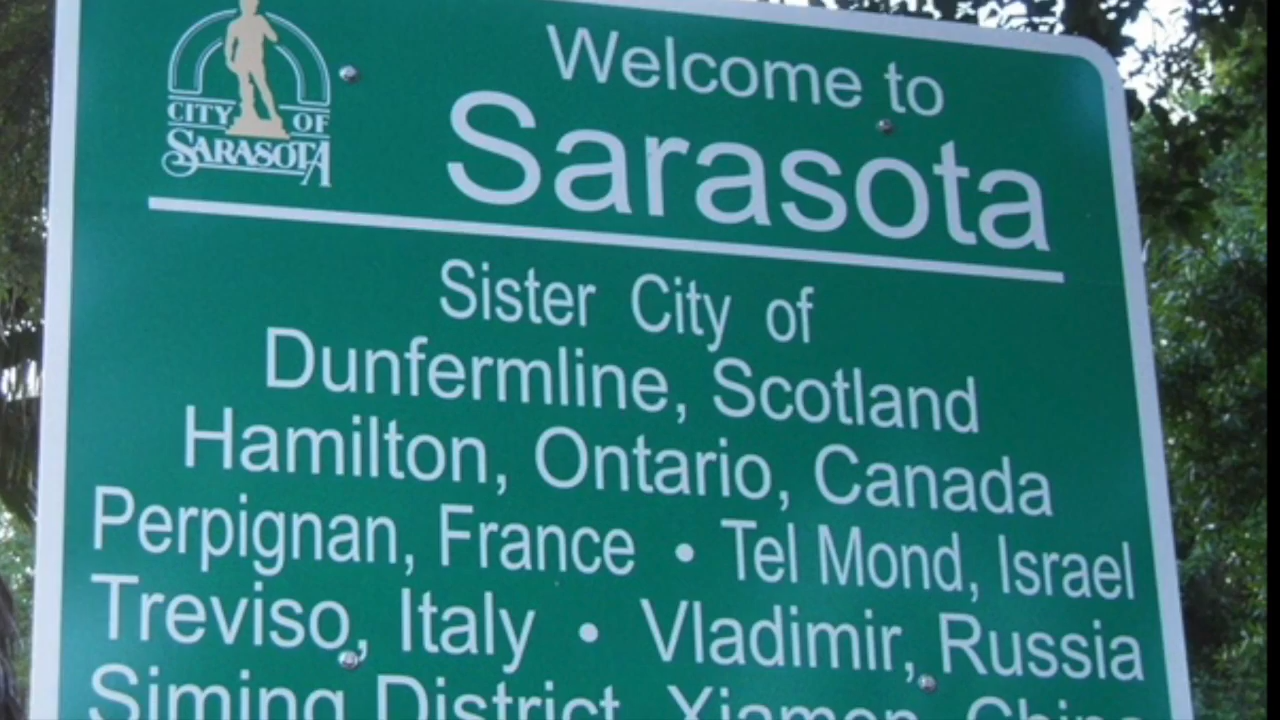 CITY OF
SARASOTA
Welcome to
Sarasota
Sister City of
Dunfermline, Scotland
Hamilton, Ontario, Canada
Perpignan, France • Tel Mond, Israel
Treviso, Italy • Vladimir, Russia
Siming District, Xiamen, China